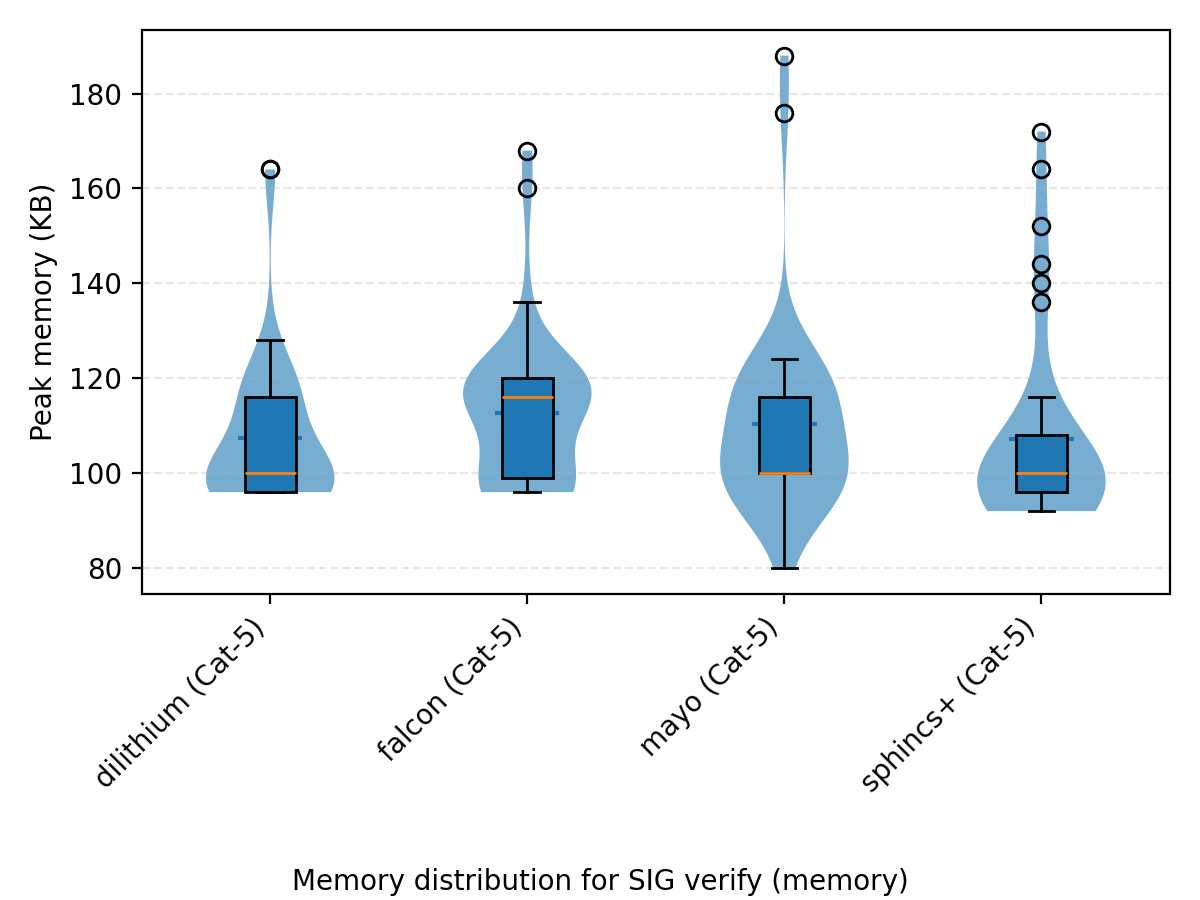 180
160
140
120
100
80
Peak memory (KB)
dilithium (Cat-5)
falcon (Cat-5)
mayo (Cat-5)
sphincs+ (Cat-5)
Memory distribution for SIG verify (memory)